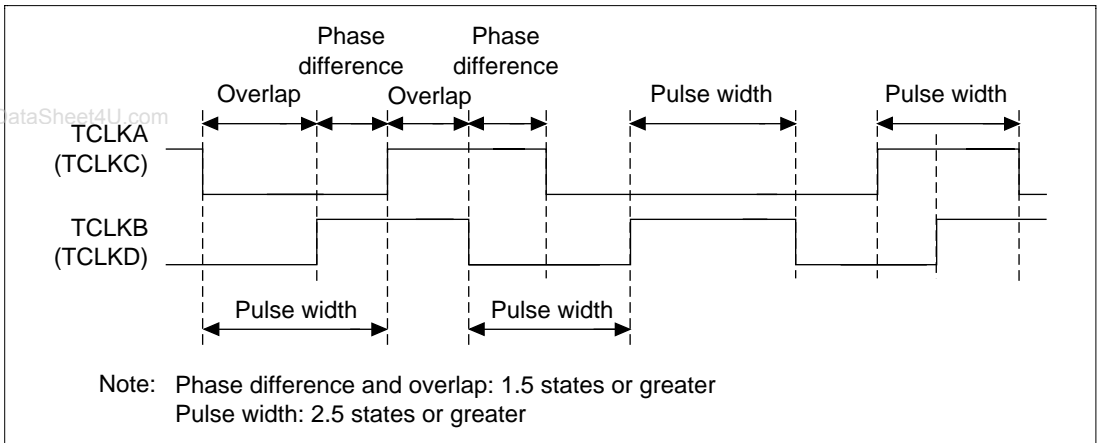 Phase
difference
Phase
difference
Overlap
Overlap
Pulse width
Pulse width
DataSheet4U.com
TCLKA
(TCLKC)
TCLKB
(TCLKD)
Pulse width
Pulse width
Note: Phase difference and overlap: 1.5 states or greater
Pulse width: 2.5 states or greater